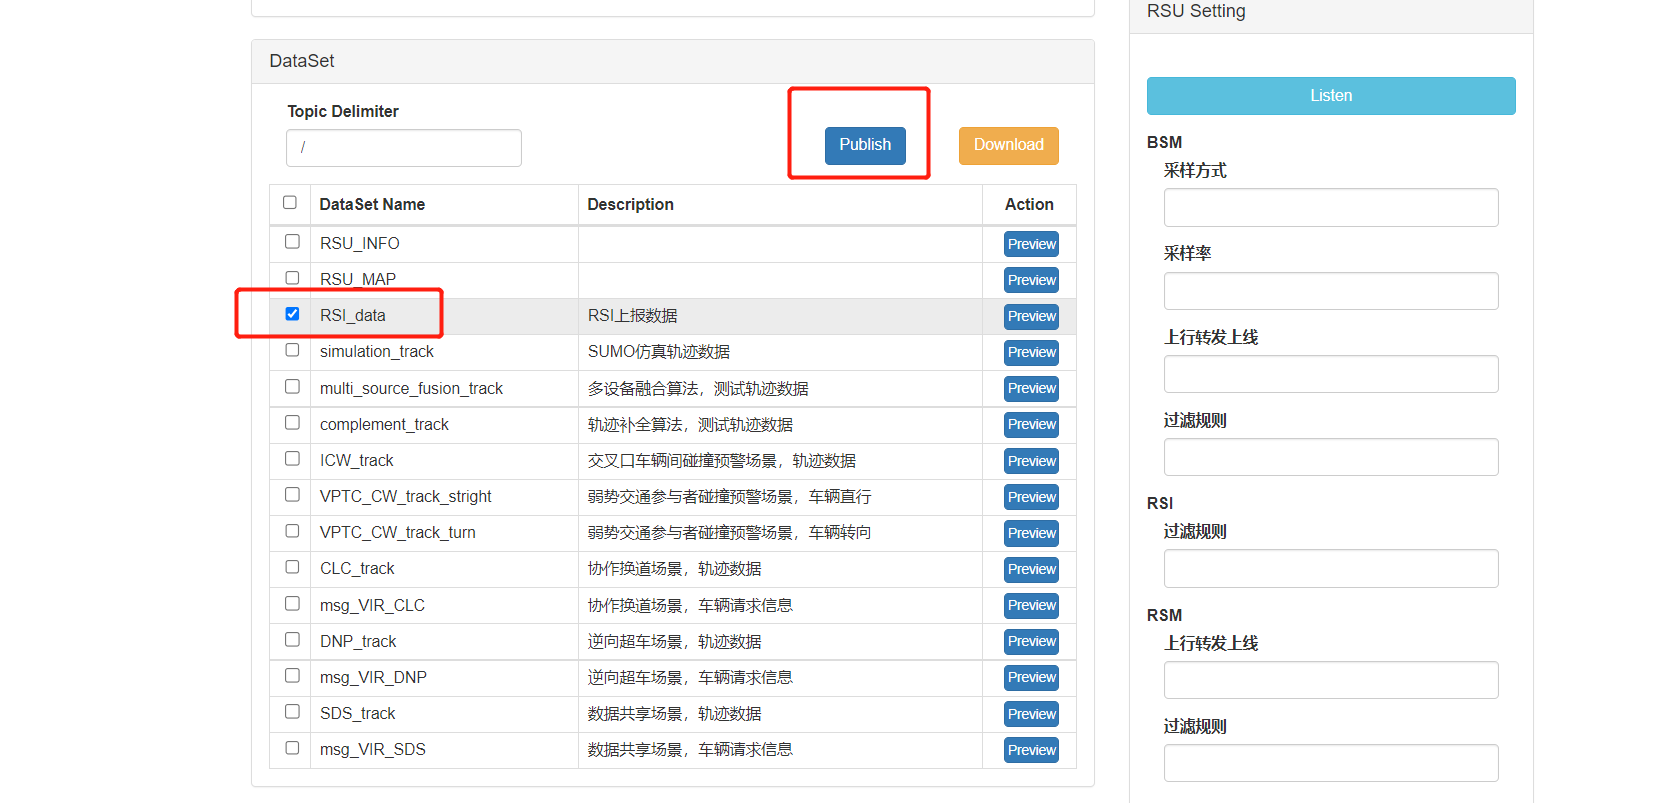 DataSet
Topic Delimiter
/
Publish
Download
DataSet Name Description Action
RSU_INFO Preview
RSU_MAP Preview
RSI_data RSI上报数据 Preview
simulation_track SUMO仿真轨迹数据 Preview
multi_source_fusion_track 多设备融合算法，测试轨迹数据 Preview
complement_track 轨迹补全算法，测试轨迹数据 Preview
ICW_track 交叉口车辆间碰撞预警场景，轨迹数据 Preview
VPTC_CW_track_stright 弱势交通参与者碰撞预警场景，车辆直行 Preview
VPTC_CW_track_turn 弱势交通参与者碰撞预警场景，车辆转向 Preview
CLC_track 协作换道场景，轨迹数据 Preview
msg_VIR_CLC 协作换道场景，车辆请求信息 Preview
DNP_track 逆向超车场景，轨迹数据 Preview
msg_VIR_DNP 逆向超车场景，车辆请求信息 Preview
SDS_track 数据共享场景，轨迹数据 Preview
msg_VIR_SDS 数据共享场景，车辆请求信息 Preview
RSU Setting
Listen
BSM
采样方式
采样率
上行转发上线
过滤规则
RSI
过滤规则
RSM
上行转发上线
过滤规则